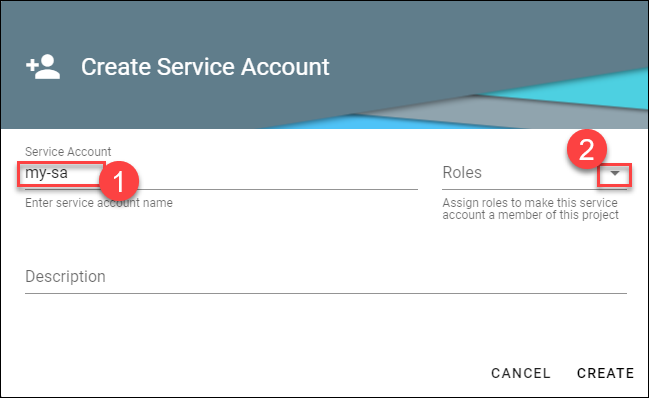 Create Service Account
Service Account
my-sa
1
Enter service account name
2
Roles
Assign roles to make this service
account a member of this project
Description
CANCEL
CREATE